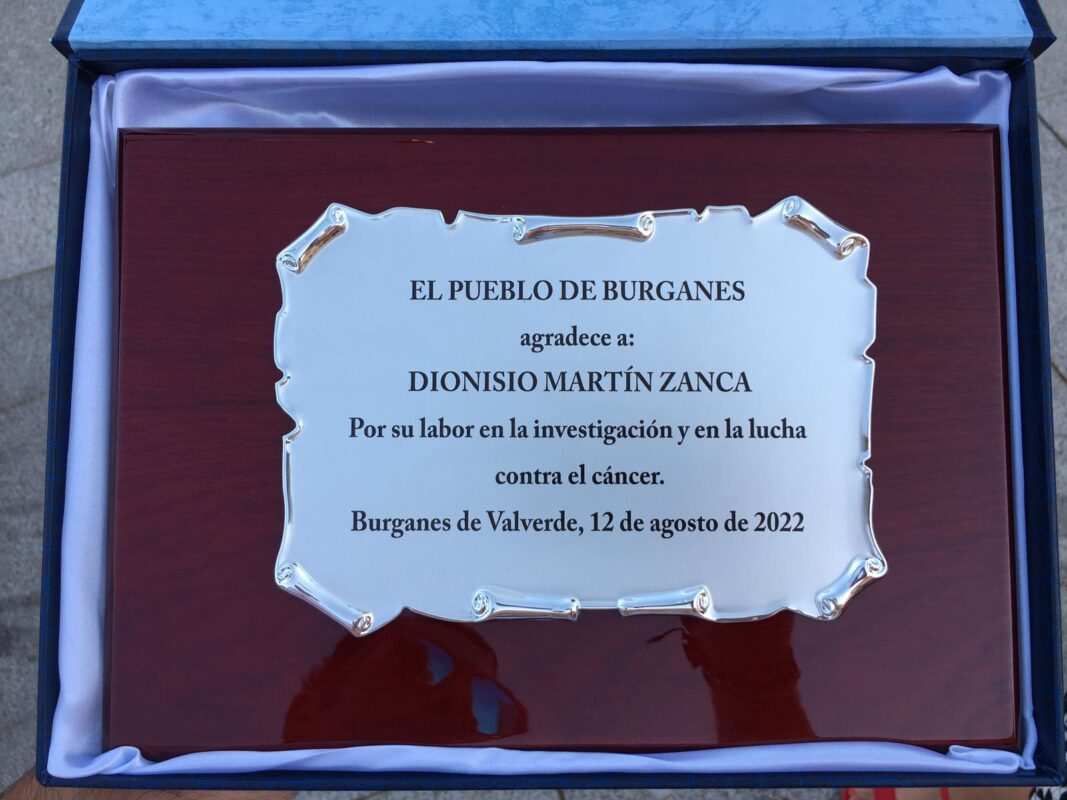 EL PUEBLO DE BURGANES
agradece a:
DIONISIO MARTÍN ZANCA
Por su labor en la investigación y en la lucha
contra el cáncer.
Burganes de Valverde, 12 de agosto de 2022